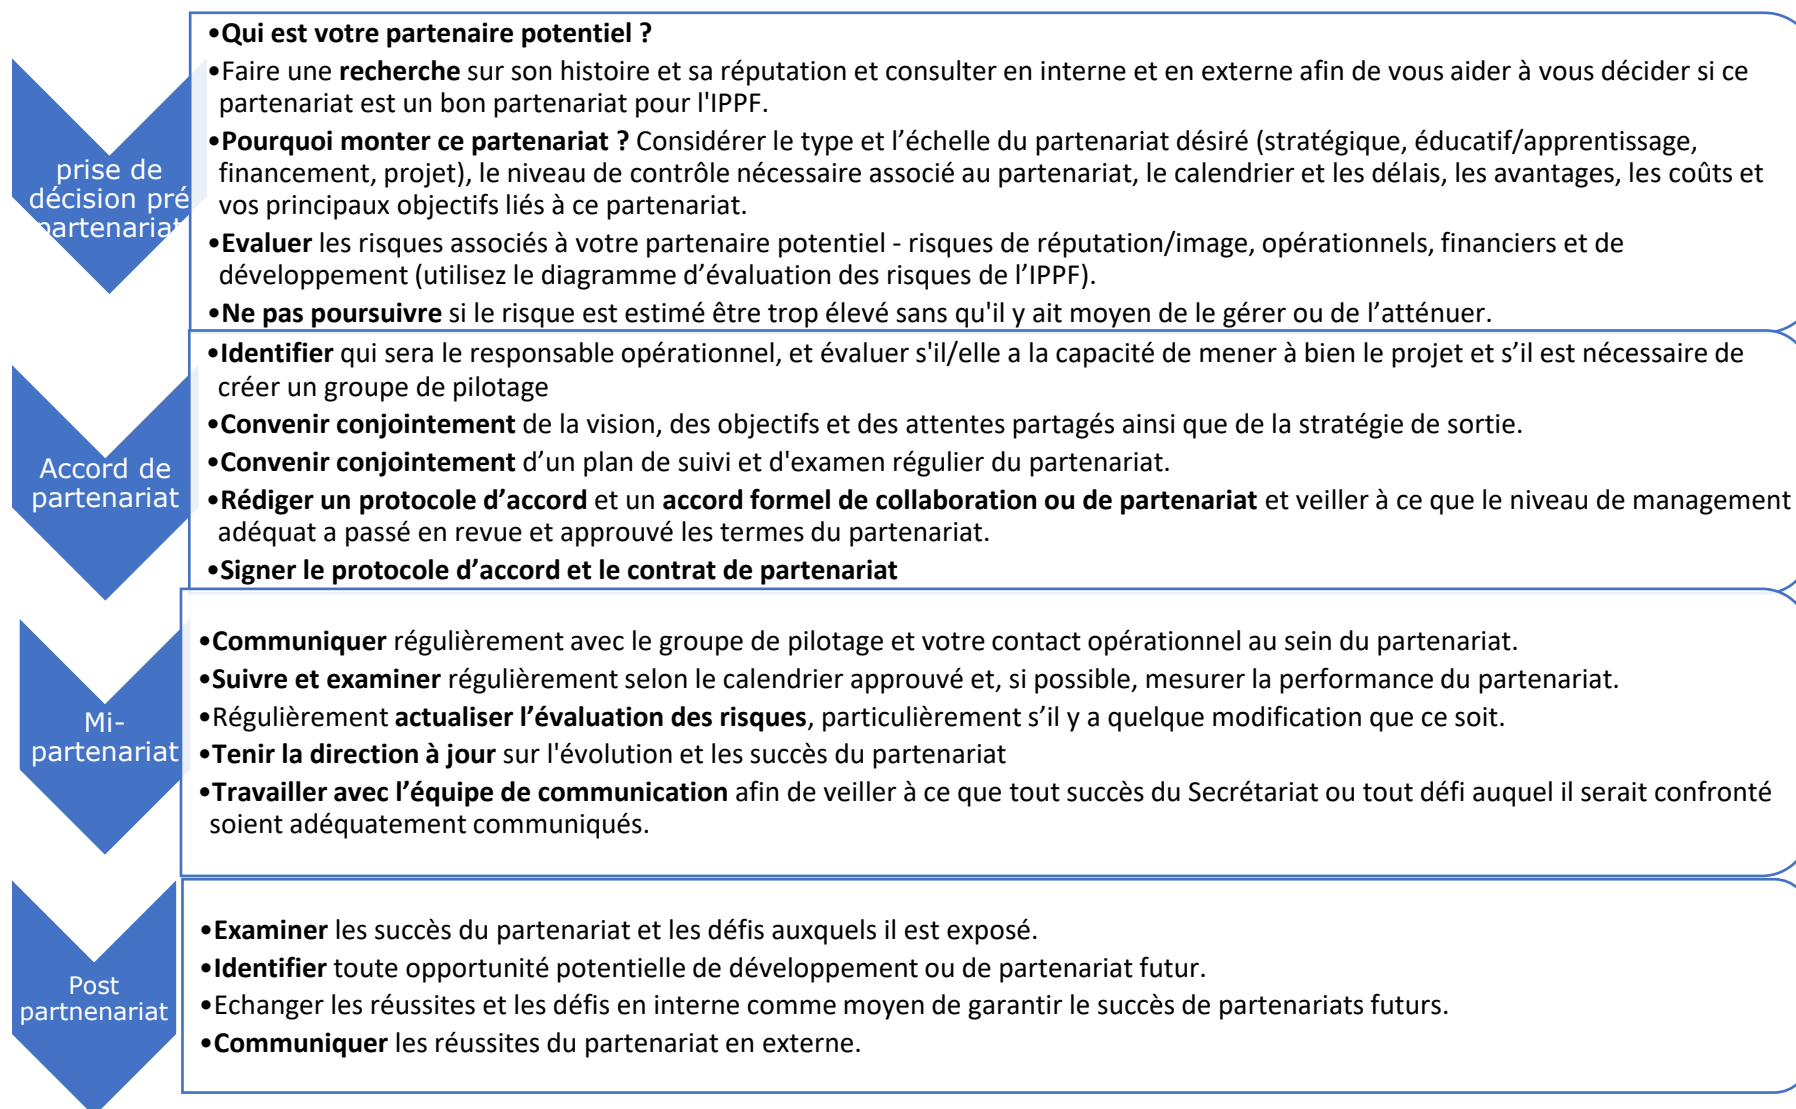 prise de
décision pré
partenariat
•Qui est votre partenaire potentiel ?
•Faire une recherche sur son histoire et sa réputation et consulter en interne et en externe afin de vous aider à vous décider si ce
partenariat est un bon partenariat pour l'IPPF.
•Pourquoi monter ce partenariat ? Considérer le type et l’échelle du partenariat désiré (stratégique, éducatif/apprentissage,
financement, projet), le niveau de contrôle nécessaire associé au partenariat, le calendrier et les délais, les avantages, les coûts et
vos principaux objectifs liés à ce partenariat.
•Evaluer les risques associés à votre partenaire potentiel - risques de réputation/image, opérationnels, financiers et de
développement (utilisez le diagramme d’évaluation des risques de l’IPPF).
•Ne pas poursuivre si le risque est estimé être trop élevé sans qu'il y ait moyen de le gérer ou de l’atténuer.
Accord de
partenariat
•Identifier qui sera le responsable opérationnel, et évaluer s'il/elle a la capacité de mener à bien le projet et s’il est nécessaire de
créer un groupe de pilotage
•Convenir conjointement de la vision, des objectifs et des attentes partagés ainsi que de la stratégie de sortie.
•Convenir conjointement d’un plan de suivi et d'examen régulier du partenariat.
•Rédiger un protocole d’accord et un accord formel de collaboration ou de partenariat et veiller à ce que le niveau de management
adéquat a passé en revue et approuvé les termes du partenariat.
•Signer le protocole d’accord et le contrat de partenariat
Mi-
partenariat
•Communiquer régulièrement avec le groupe de pilotage et votre contact opérationnel au sein du partenariat.
•Suivre et examiner régulièrement selon le calendrier approuvé et, si possible, mesurer la performance du partenariat.
•Régulièrement actualiser l’évaluation des risques, particulièrement s’il y a quelque modification que ce soit.
•Tenir la direction à jour sur l'évolution et les succès du partenariat
•Travailler avec l’équipe de communication afin de veiller à ce que tout succès du Secrétariat ou tout défi auquel il serait confronté
soient adéquatement communiqués.
Post
partnenariat
•Examiner les succès du partenariat et les défis auxquels il est exposé.
•Identifier toute opportunité potentielle de développement ou de partenariat futur.
•Echanger les réussites et les défis en interne comme moyen de garantir le succès de partenariats futurs.
•Communiquer les réussites du partenariat en externe.